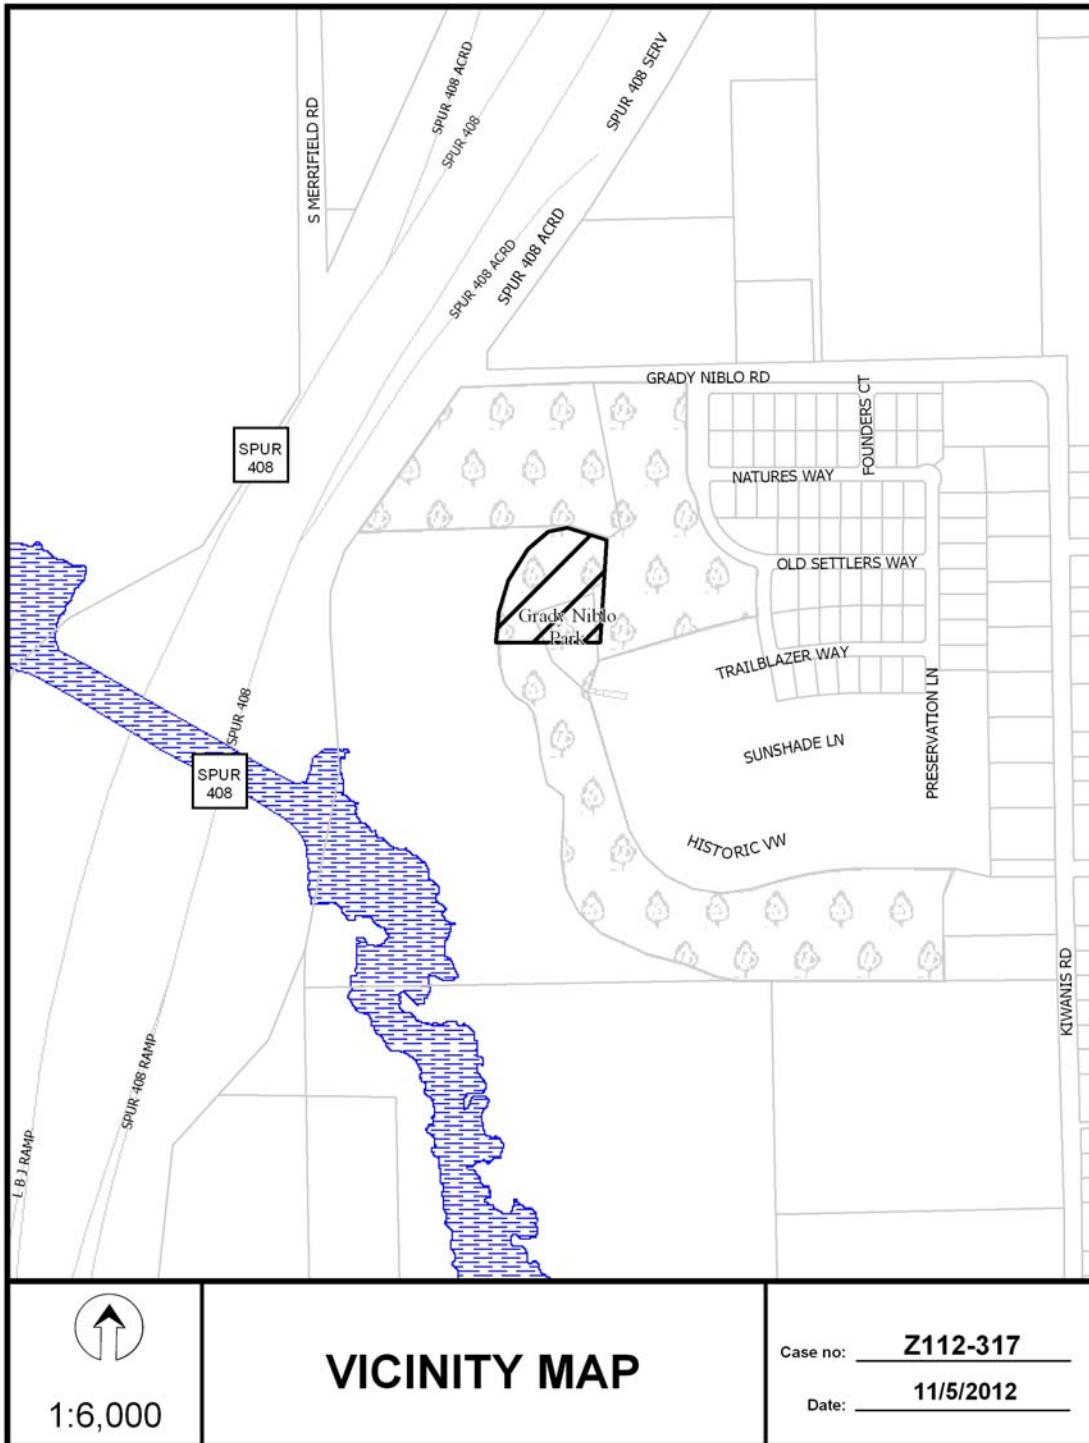 S MERRIFIELD RD
SPUR 408 ACRD
SPUR 408
SPUR 408 SERV
SPUR 408 ACRD
SPUR 408 ACRD
GRADY NIBLO RD
FOUNDERS CT
SPUR
408
NATURES WAY
OLD SETTLERS WAY
Grady Niblo
Park
TRAILBLAZER WAY
PRESERVATION LN
SPUR 408
SUNSHADE LN
SPUR
408
HISTORIC VW
KIWANIS RD
SPUR 408 RAMP
L B J RAMP
1:6,000
VICINITY MAP
Case no: Z112-317
Date: 11/5/2012